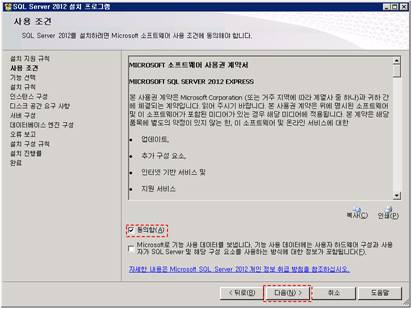 SQL Server 2012 설치 프로그램
사용 조건
SQL Server 2012를 설치하려면 Microsoft 소프트웨어 사용 조건에 동의해야 합니다.
설치 지원 규칙
사용 조건
기능 선택
설치 규칙
인스턴스 구성
디스크 공간 요구 사항
서버 구성
데이터베이스 엔진 구성
오류 보고
설치 구성 규칙
설치 진행률
완료
MICROSOFT 소프트웨어 사용권 계약서
MICROSOFT SQL SERVER 2012 EXPRESS
본 사용권 계약은 Microsoft Corporation (또는 거주 지역에 따라 계열사 중 하나)과 귀하 간
에 체결되는 계약입니다. 읽어 주시기 바랍니다. 본 사용권 계약은 위에 명시된 소프트웨어
및 이 소프트웨어가 포함된 미디어가 있는 경우 해당 미디어에 적용됩니다. 본 계약은 해당
품목에 별도의 약정이 있지 않는 한, 이 소프트웨어 및 온라인 서비스에 대한
• 업데이트,
• 추가 구성 요소,
• 인터넷 기반 서비스 및
• 지원 서비스
복사(C) 인쇄(P)
동의함(A)
Microsoft로 기능 사용 데이터를 보냅니다. 기능 사용 데이터에는 사용자 하드웨어 구성과 사용
자가 SQL Server 및 해당 구성 요소를 사용하는 방식에 대한 정보가 포함됩니다(F).
자세한 내용은 Microsoft SQL Server 2012 개인 정보 취급 방침을 참조하십시오.
< 뒤로(B) 다음(N) > 취소 도움말